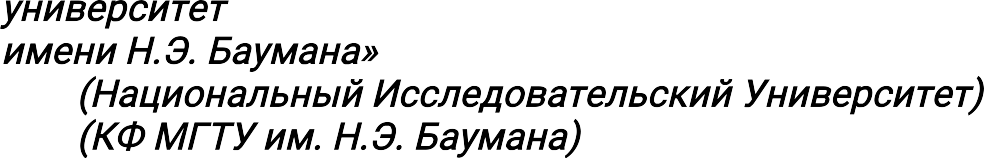 университет
имени Н.Э. Баумана»
(Национальный Исследовательский Университет)
(КФ МГТУ им. Н.Э. Баумана)